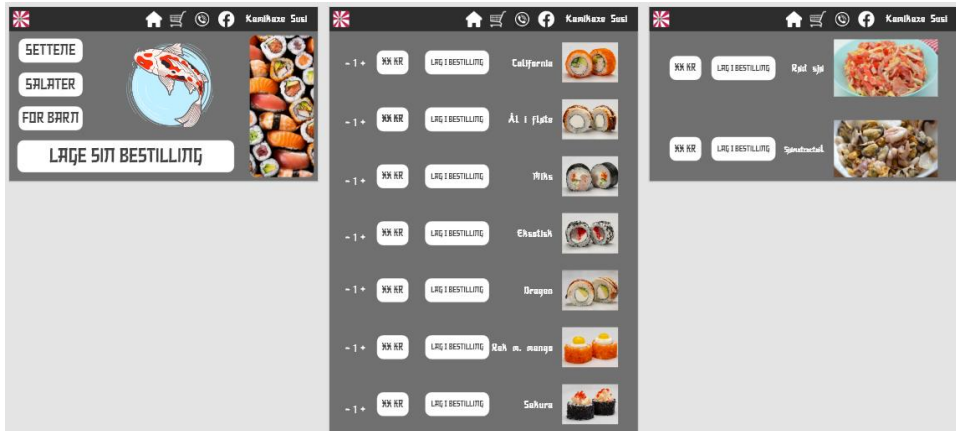 Kamikaze Susi
SETTENE
SALATER
FOR BARN
LAGE SIN BESTILLING
Kamikaze Susi
- 1 +
XX KR
LAG I BESTILLING
California
- 1 +
XX KR
LAG I BESTILLING
Ål i fløte
- 1 +
XX KR
LAG I BESTILLING
Miks
- 1 +
XX KR
LAG I BESTILLING
Eksotisk
- 1 +
XX KR
LAG I BESTILLING
Dragon
- 1 +
XX KR
LAG I BESTILLING
Rek m. mango
- 1 +
XX KR
LAG I BESTILLING
Sakura
Kamikaze Susi
XX KR
LAG I BESTILLING
Rød sjø
XX KR
LAG I BESTILLING